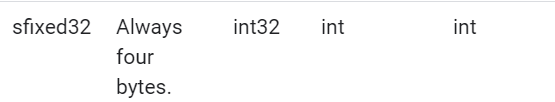 sfixed32 Always int32 int int
four
bytes.